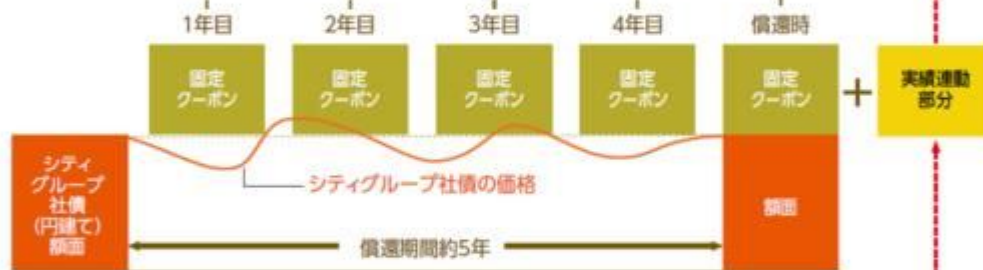 1年目
2年目
3年目
4年目
償還時
固定
クーポン
固定
クーポン
固定
クーポン
固定
クーポン
固定
クーポン
+
実績連動
部分
シティ
グループ
社債
(円建て)
額面
シティグループ社債の価格
額面
償還期間約5年